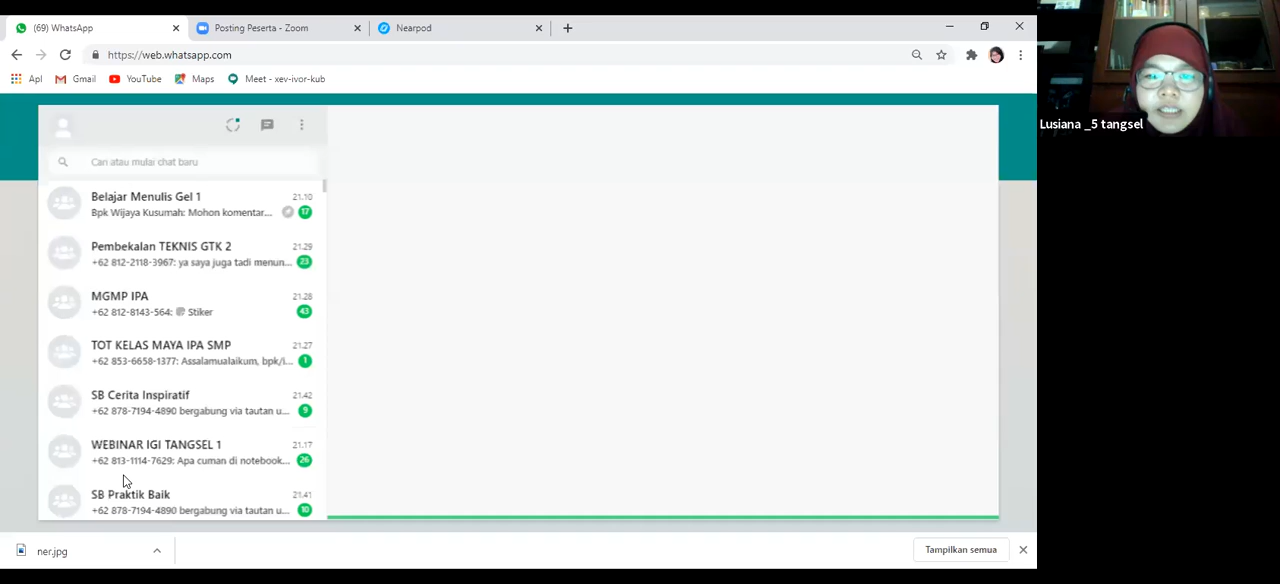 (69) WhatsApp
Posting Peserta - Zoom
Nearpod
https://web.whatsapp.com
Apl
Gmail
YouTube
Maps
Meet - xev-ivor-kub
Lusiana _5 tangsel
Cari atau mulai chat baru
Belajar Menulis Gel 1
21.10
Bpk Wijaya Kusumah: Mohon komentar...
17
Pembekalan TEKNIS GTK 2
21.29
+62 812-2118-3967: ya saya juga tadi menun...
23
MGMP IPA
21.28
+62 812-8143-564: Stiker
43
TOT KELAS MAYA IPA SMP
21.27
+62 853-6658-1377: Assalamualaikum, bpk/i...
1
SB Cerita Inspiratif
21.42
+62 878-7194-4890 bergabung via tautan u...
9
WEBINAR IGI TANGSEL 1
21.17
+62 813-1114-7629: Apa cuman di notebook...
26
SB Praktik Baik
21.41
+62 878-7194-4890 bergabung via tautan u...
10
ner.jpg
Tampilkan semua